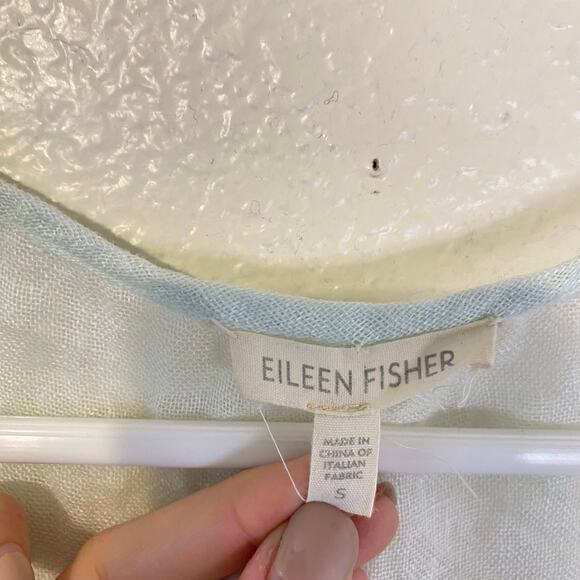 EILEEN FISHER
MADE IN
CHINA OF
ITALIAN
FABRIC
S